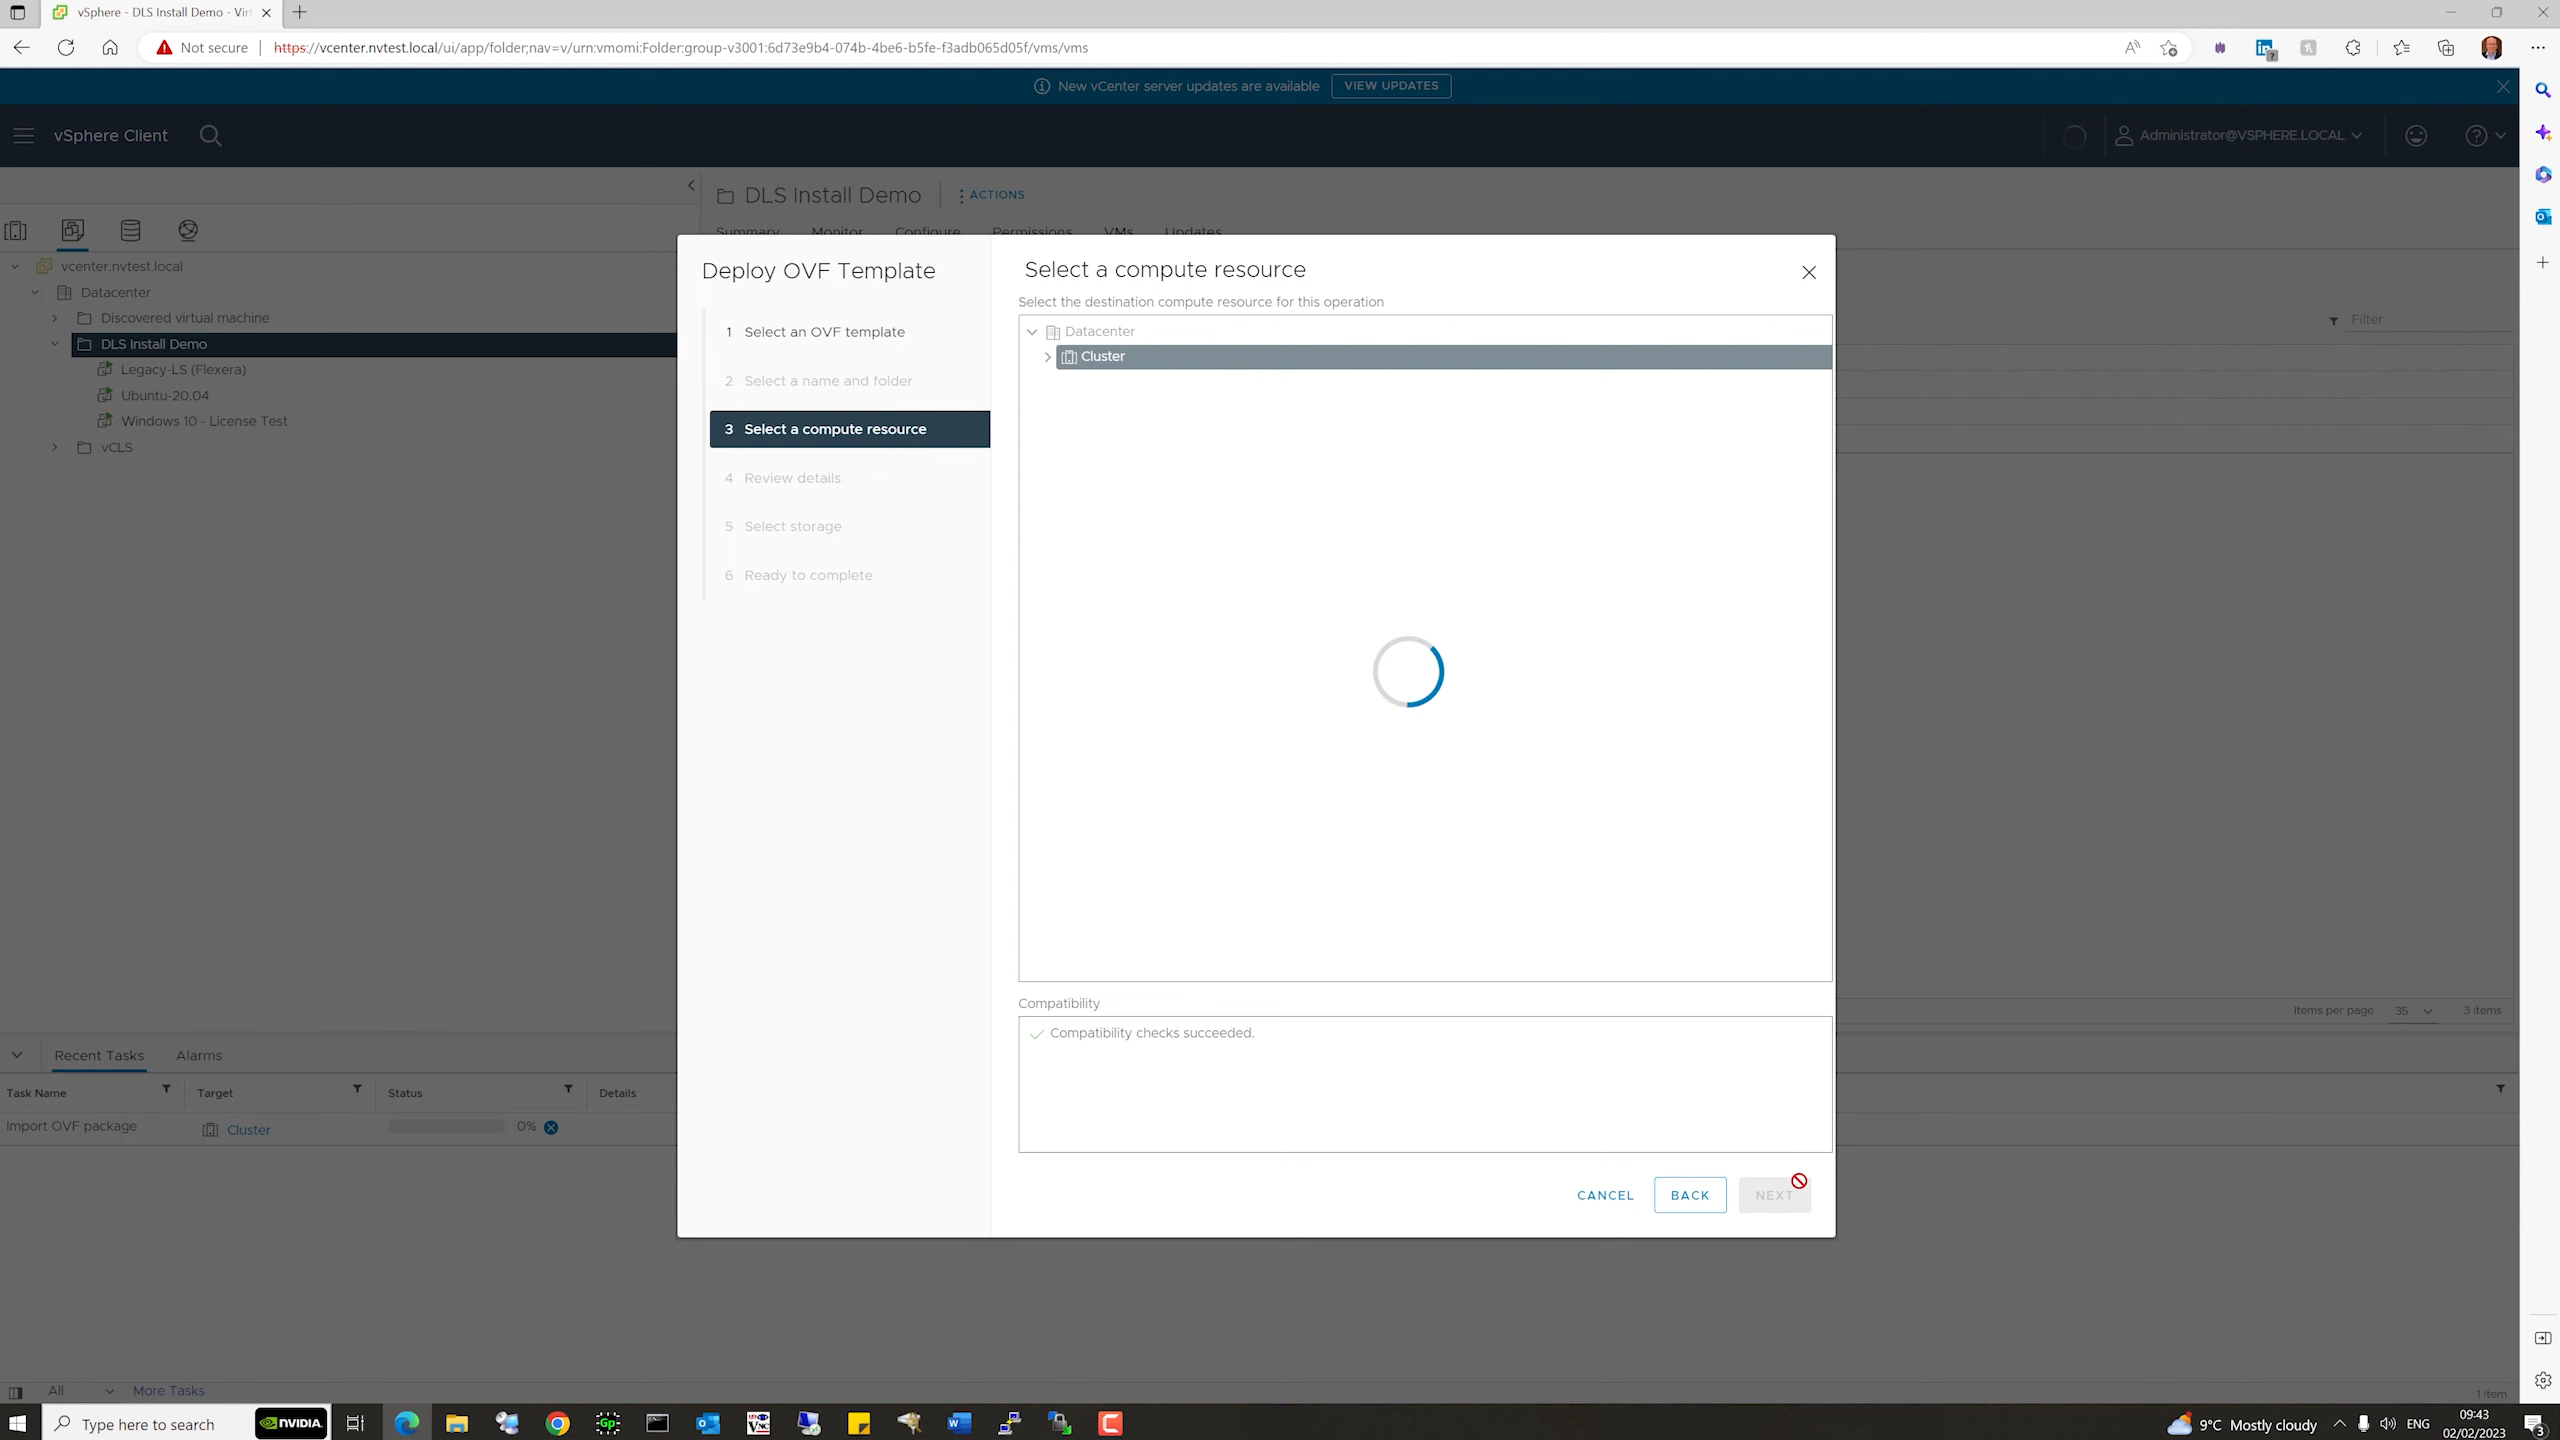 vSphere - DLS Install Demo - Virt
Not secure
https://vcenter.nvtest.local/ui/app/folder;nav=v/urn:vmomi:Folder:group-v3001:6d73e9b4-074b-4be6-b5fe-f3adb065d05f/vms/vms
New vCenter server updates are available
VIEW UPDATES
vSphere Client
Administrator@VSPHERE.LOCAL
DLS Install Demo
ACTIONS
Summary Monitor Configure Permissions VMs Updates
vcenter.nvtest.local
Datacenter
Discovered virtual machine
DLS Install Demo
Legacy-LS (Flexera)
Ubuntu-20.04
Windows 10 - License Test
vCLS
Filter
Deploy OVF Template
1 Select an OVF template
2 Select a name and folder
3 Select a compute resource
4 Review details
5 Select storage
6 Ready to complete
Select a compute resource
Select the destination compute resource for this operation
Datacenter
Cluster
Compatibility
Compatibility checks succeeded.
CANCEL
BACK
NEXT
Items per page 35 3 items
Recent Tasks Alarms
Task Name Target Status Details
Import OVF package Cluster 0%
All More Tasks
1 item
Type here to search
NVIDIA
Gp
9°C Mostly cloudy
ENG
09:43
02/02/2023
3